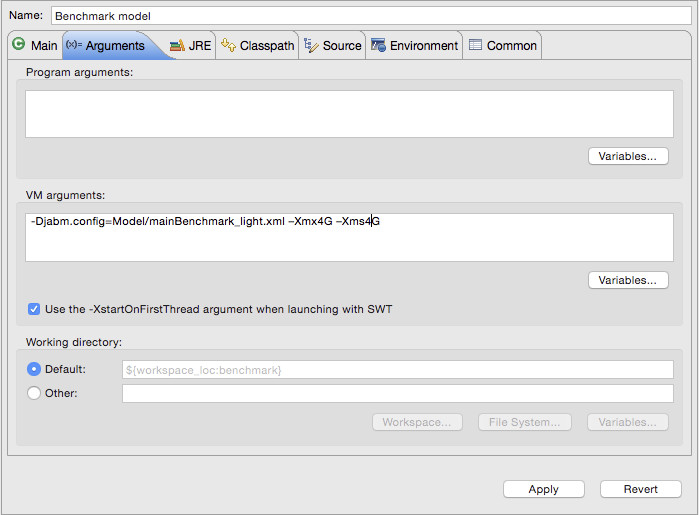 Name: Benchmark model
Main (x)= Arguments JRE Classpath Source Environment Common
Program arguments:
Variables...
VM arguments:
-Djabm.config=Model/mainBenchmark_light.xml –Xmx4G –Xms4G
Variables...
Use the -XstartOnFirstThread argument when launching with SWT
Working directory:
Default: ${workspace_loc:benchmark}
Other:
Workspace... File System... Variables...
Apply Revert